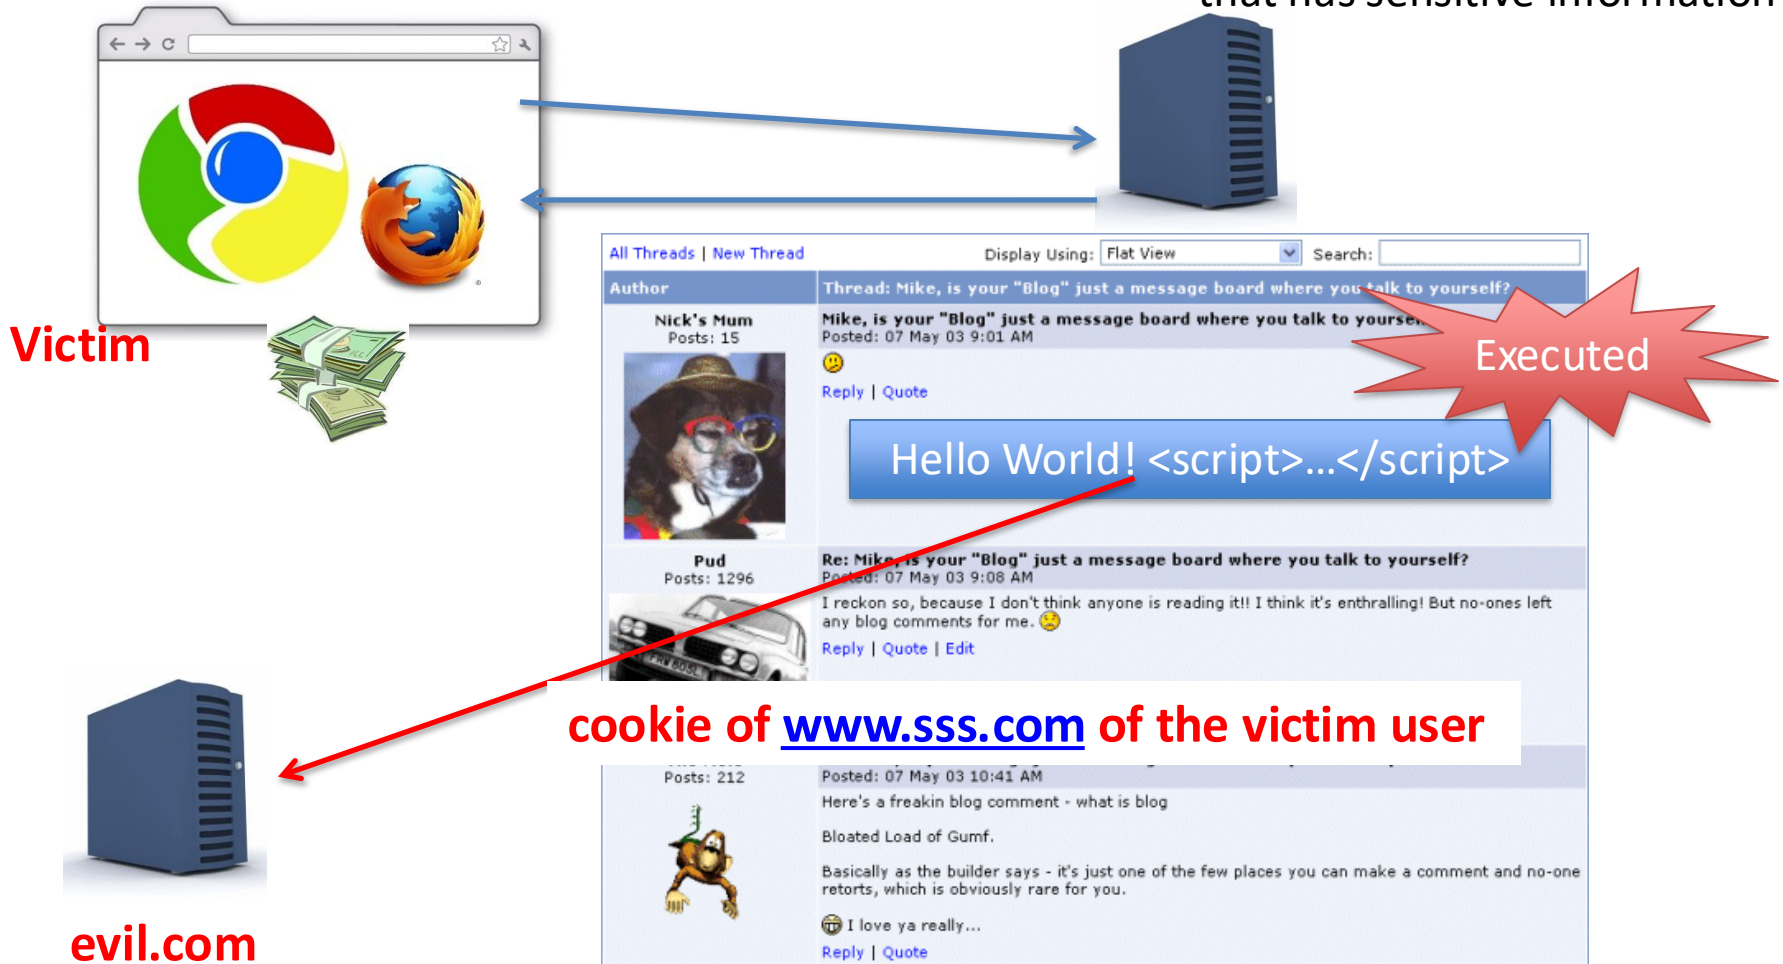 that has sensitive information
All Threads | New Thread
Display Using: Flat View
Search:
Author
Thread: Mike, is your "Blog" just a message board where you talk to yourself?
Nick's Mum
Posts: 15
Mike, is your "Blog" just a message board where you talk to
Posted: 07 May 03 9:01 AM
Reply | Quote
Executed
Victim
Hello World! <script>...</script>
Pud
Posts: 1296
Re: Mike, is your "Blog" just a message board where you talk to yourself?
Posted: 07 May 03 9:08 AM
I reckon so, because I don't think anyone is reading it!! I think it's enthralling! But no-ones left
any blog comments for me.
Reply | Quote | Edit
cookie of www.sss.com of the victim user
Posts: 212
Posted: 07 May 03 10:41 AM
Here's a freakin blog comment - what is blog
Bloated Load of Gumf.
Basically as the builder says - it's just one of the few places you can make a comment and no-one
retorts, which is obviously rare for you.
I love ya really...
Reply | Quote
evil.com